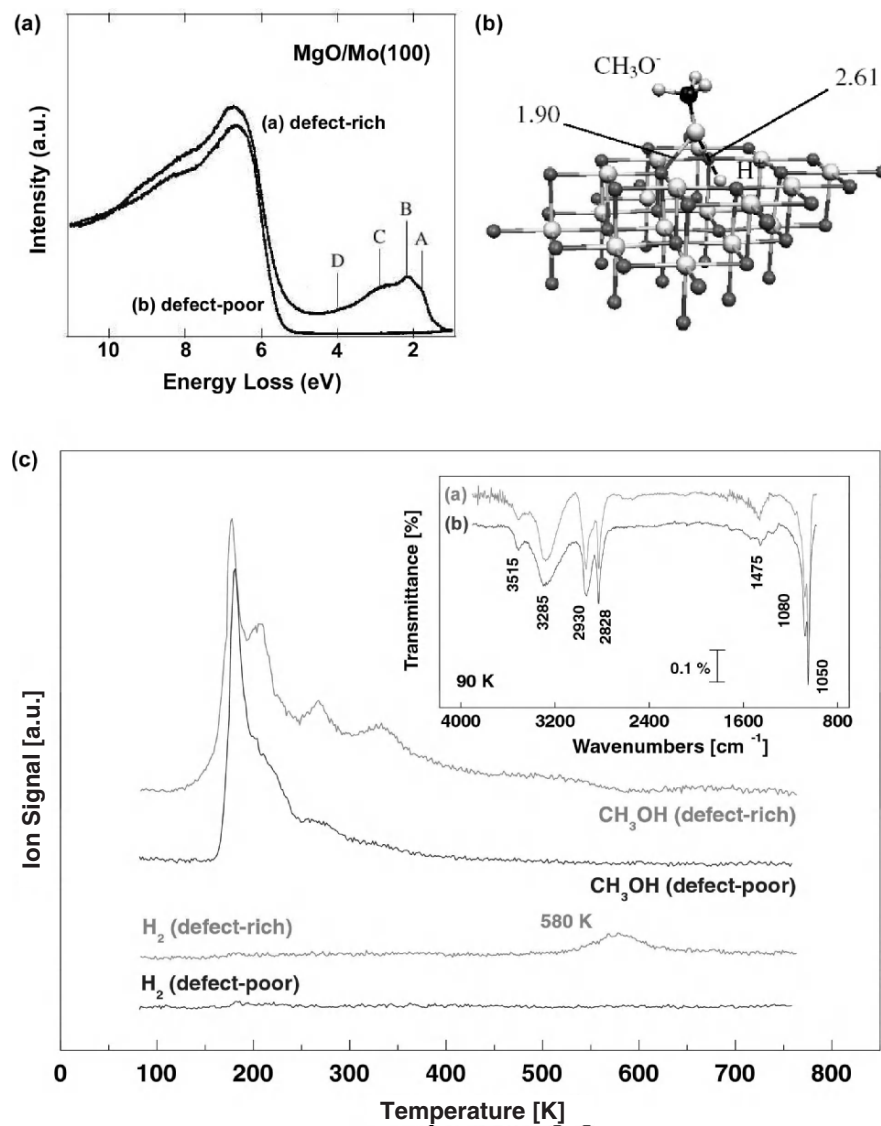 (a)
MgO/Mo(100)
(a) defect-rich
(b) defect-poor
D
C
B
A
Intensity (a.u.)
10
8
6
4
2
Energy Loss (eV)
(b)
CH₃O⁻
2.61
1.90
H
(c)
(a)
(b)
Transmittance [%]
3515
3285
2930
2828
1475
1080
1050
0.1 %
90 K
4000
3200
2400
1600
800
Wavenumbers [cm ⁻¹]
Ion Signal [a.u.]
CH₃OH (defect-rich)
CH₃OH (defect-poor)
H₂ (defect-rich)
580 K
H₂ (defect-poor)
0
100
200
300
400
500
600
700
800
Temperature [K]